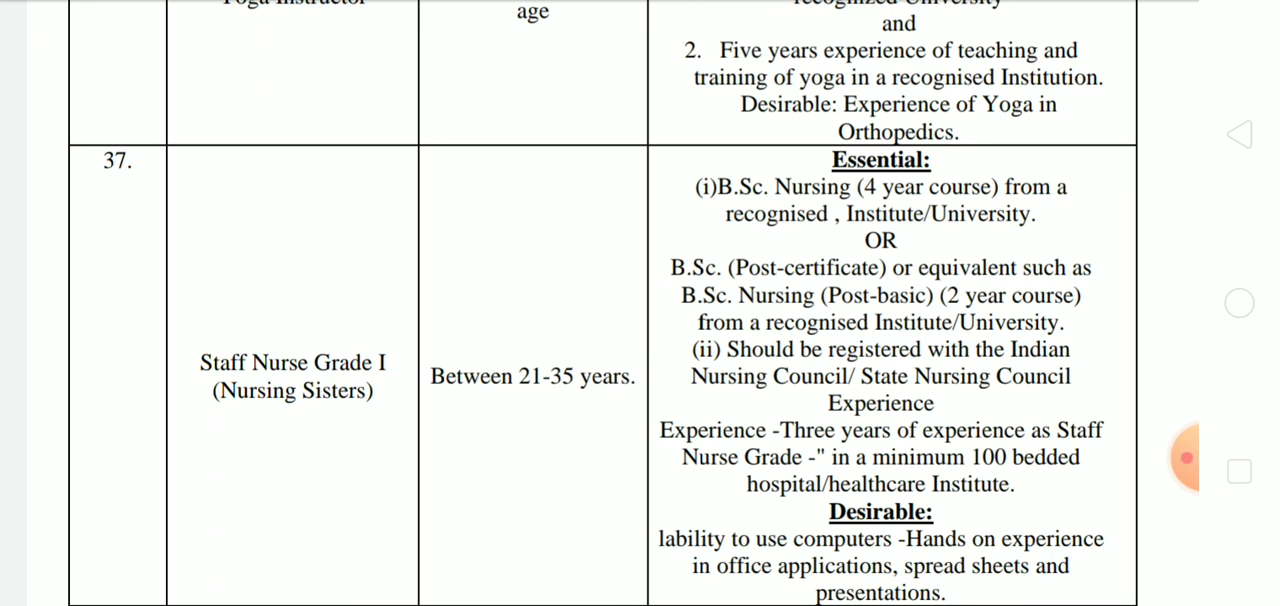 Yoga Instructor
age
recognized University
and
2. Five years experience of teaching and
training of yoga in a recognised Institution.
Desirable: Experience of Yoga in
Orthopedics.
37.
Staff Nurse Grade I
(Nursing Sisters)
Between 21-35 years.
Essential:
(i)B.Sc. Nursing (4 year course) from a
recognised , Institute/University.
OR
B.Sc. (Post-certificate) or equivalent such as
B.Sc. Nursing (Post-basic) (2 year course)
from a recognised Institute/University.
(ii) Should be registered with the Indian
Nursing Council/ State Nursing Council
Experience
Experience -Three years of experience as Staff
Nurse Grade -" in a minimum 100 bedded
hospital/healthcare Institute.
Desirable:
lability to use computers -Hands on experience
in office applications, spread sheets and
presentations.